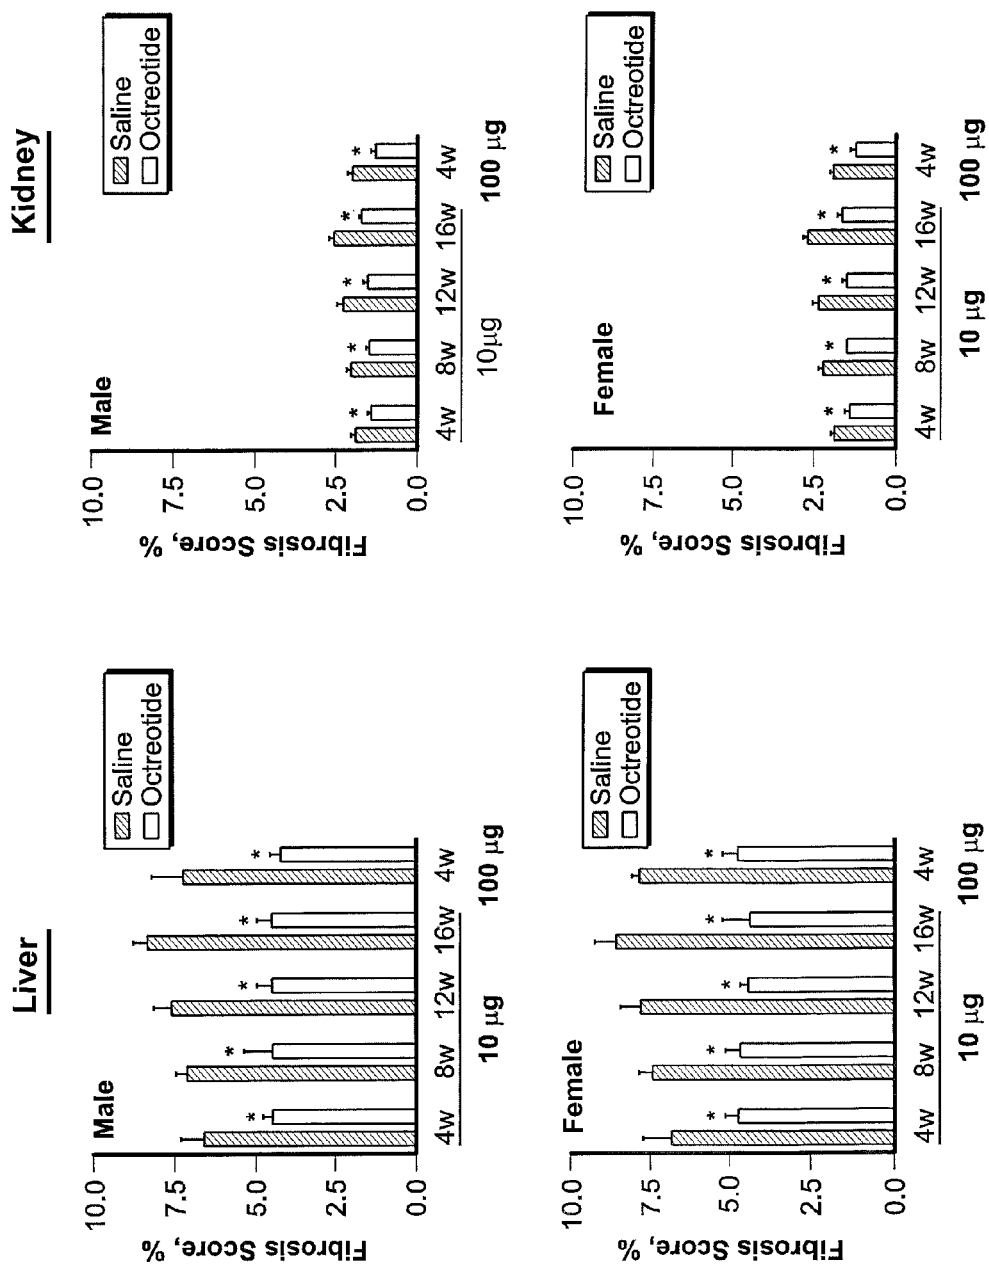 Liver
Male
Saline
Octreotide
Fibrosis Score, %
10.0
7.5
5.0
2.5
0.0
* * * * *
4w 8w 12w 16w 4w
10 μg 100 μg
Kidney
Male
Saline
Octreotide
Fibrosis Score, %
10.0
7.5
5.0
2.5
0.0
* * * * *
4w 8w 12w 16w 4w
10μg 100 μg
Female
Saline
Octreotide
Fibrosis Score, %
10.0
7.5
5.0
2.5
0.0
* * * * *
4w 8w 12w 16w 4w
10 μg 100 μg
Female
Saline
Octreotide
Fibrosis Score, %
10.0
7.5
5.0
2.5
0.0
* * * * *
4w 8w 12w 16w 4w
10 μg 100 μg